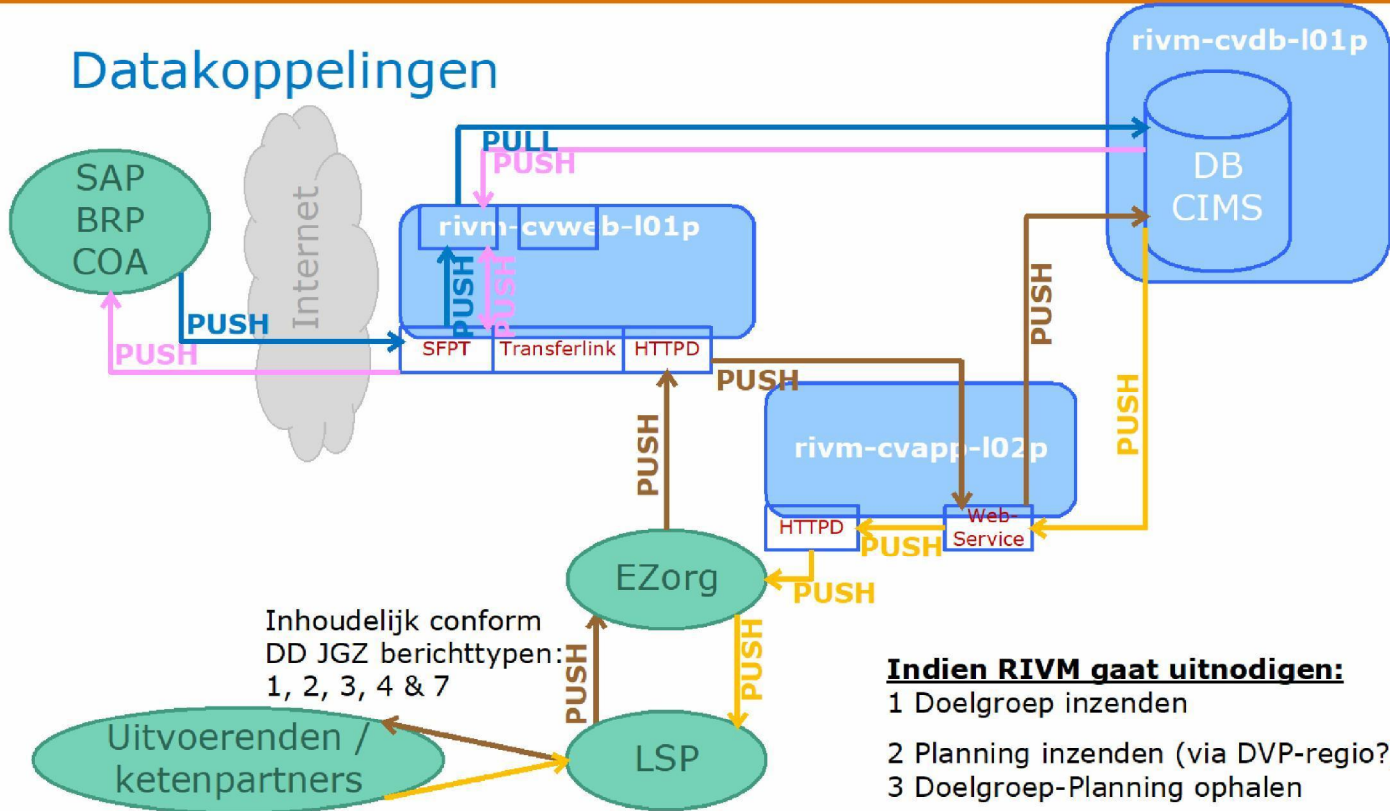 Datakoppelingen
rivm-cvdb-l01p
DB
CIMS
SAP
BRP
COA
Internet
PULL
PUSH
rivm-cvweb-l01p
PUSH
PUSH
PUSH
PUSH
SFPT
Transferlink
HTTPD
PUSH
PUSH
PUSH
PUSH
rivm-cvapp-l02p
HTTPD
PUSH
Web-
Service
PUSH
EZorg
Inhoudelijk conform
DD JGZ berichttypen:
1, 2, 3, 4 & 7
PUSH
PUSH
Uitvoerenden /
ketenpartners
LSP
Indien RIVM gaat uitnodigen:
1 Doelgroep inzenden
2 Planning inzenden (via DVP-regio?
3 Doelgroep-Planning ophalen